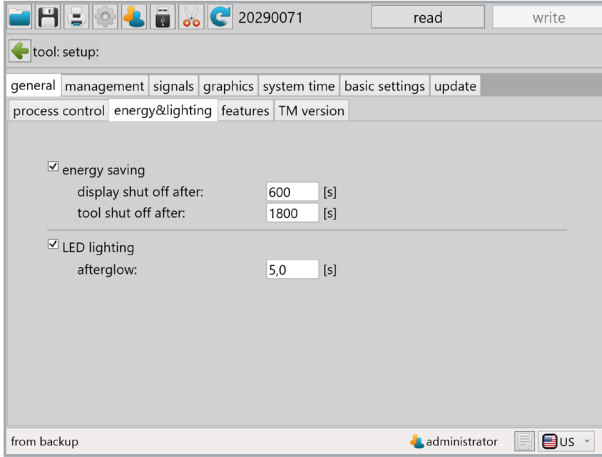 20290071 read write
tool: setup:
general management signals graphics system time basic settings update
process control energy&lighting features TM version
energy saving
display shut off after: 600 [s]
tool shut off after: 1800 [s]
LED lighting
afterglow: 5,0 [s]
from backup administrator US